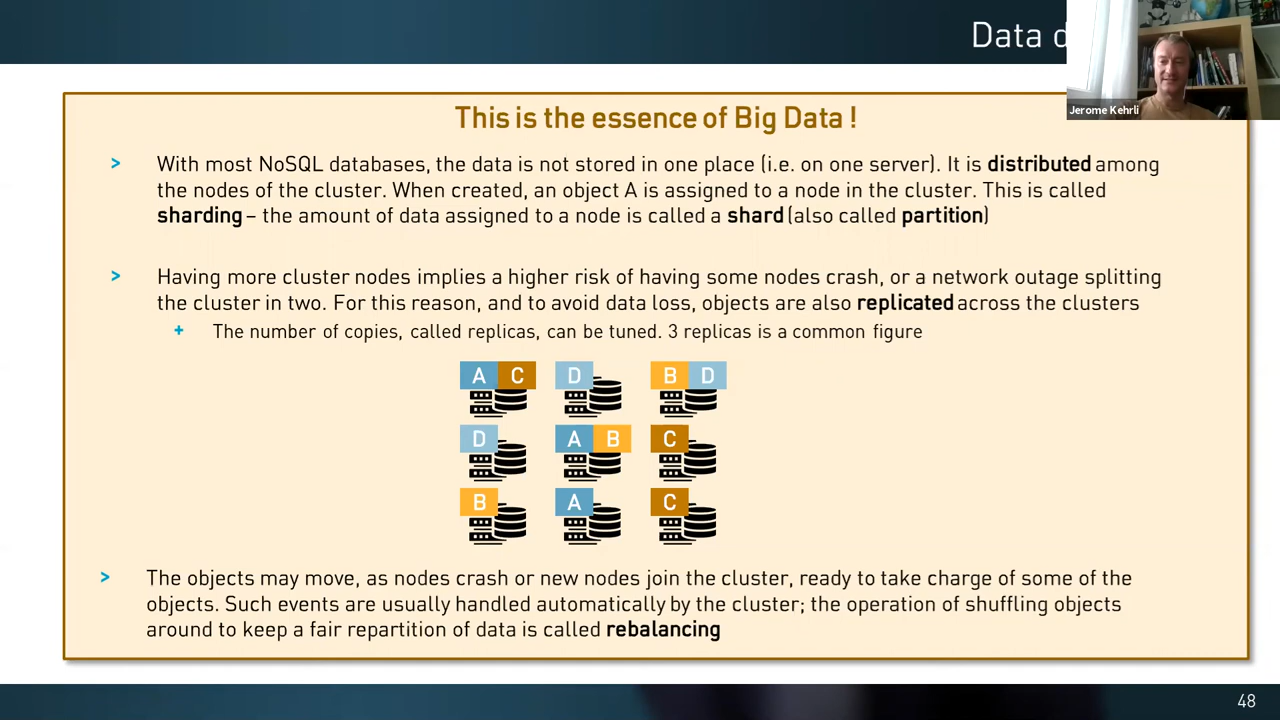 Data d
Jerome Kehrli
This is the essence of Big Data !
> With most NoSQL databases, the data is not stored in one place (i.e. on one server). It is distributed among
the nodes of the cluster. When created, an object A is assigned to a node in the cluster. This is called
sharding – the amount of data assigned to a node is called a shard (also called partition)
> Having more cluster nodes implies a higher risk of having some nodes crash, or a network outage splitting
the cluster in two. For this reason, and to avoid data loss, objects are also replicated across the clusters
+ The number of copies, called replicas, can be tuned. 3 replicas is a common figure
A C D B D
D A B C
B A C
> The objects may move, as nodes crash or new nodes join the cluster, ready to take charge of some of the
objects. Such events are usually handled automatically by the cluster; the operation of shuffling objects
around to keep a fair repartition of data is called rebalancing
48